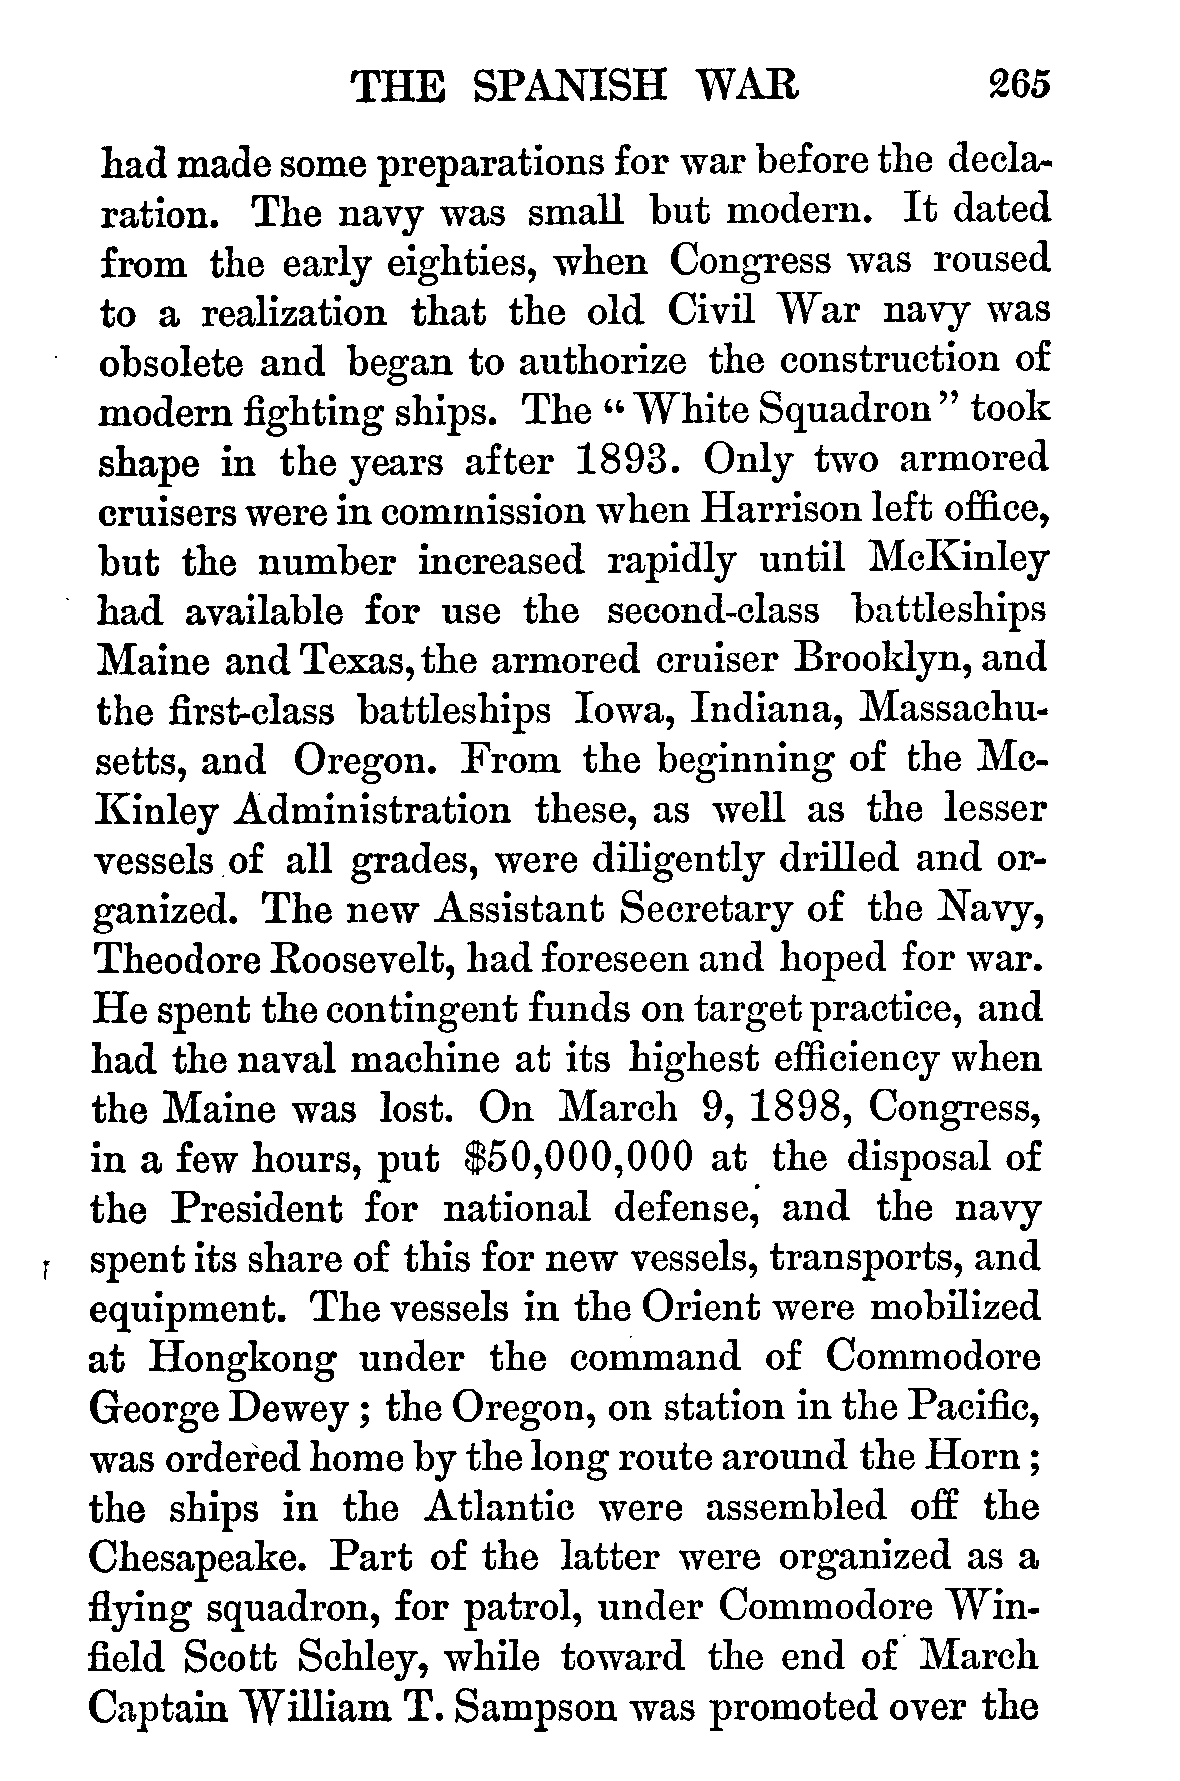 THE SPANISH WAR 265
had made some preparations for war before the decla-
ration. The navy was small but modern. It dated
from the early eighties, when Congress was roused
to a realization that the old Civil War navy was
obsolete and began to authorize the construction of
modern fighting ships. The “White Squadron” took
shape in the years after 1893. Only two armored
cruisers were in commission when Harrison left office,
but the number increased rapidly until McKinley
had available for use the second-class battleships
Maine and Texas, the armored cruiser Brooklyn, and
the first-class battleships Iowa, Indiana, Massachu-
setts, and Oregon. From the beginning of the Mc-
Kinley Administration these, as well as the lesser
vessels of all grades, were diligently drilled and or-
ganized. The new Assistant Secretary of the Navy,
Theodore Roosevelt, had foreseen and hoped for war.
He spent the contingent funds on target practice, and
had the naval machine at its highest efficiency when
the Maine was lost. On March 9, 1898, Congress,
in a few hours, put $50,000,000 at the disposal of
the President for national defense, and the navy
spent its share of this for new vessels, transports, and
equipment. The vessels in the Orient were mobilized
at Hongkong under the command of Commodore
George Dewey; the Oregon, on station in the Pacific,
was ordered home by the long route around the Horn;
the ships in the Atlantic were assembled off the
Chesapeake. Part of the latter were organized as a
flying squadron, for patrol, under Commodore Win-
field Scott Schley, while toward the end of March
Captain William T. Sampson was promoted over the